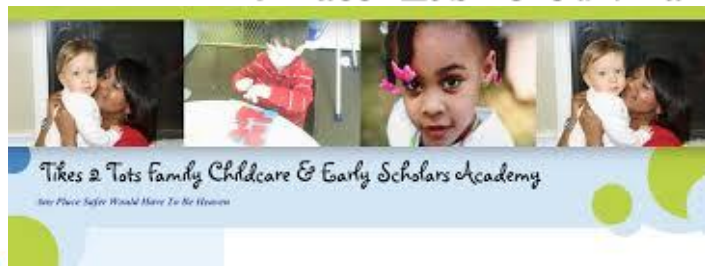 Tikes 2 Tots Family Childcare & Early Scholars Academy
Any Place Safer Would Have To Be Heaven